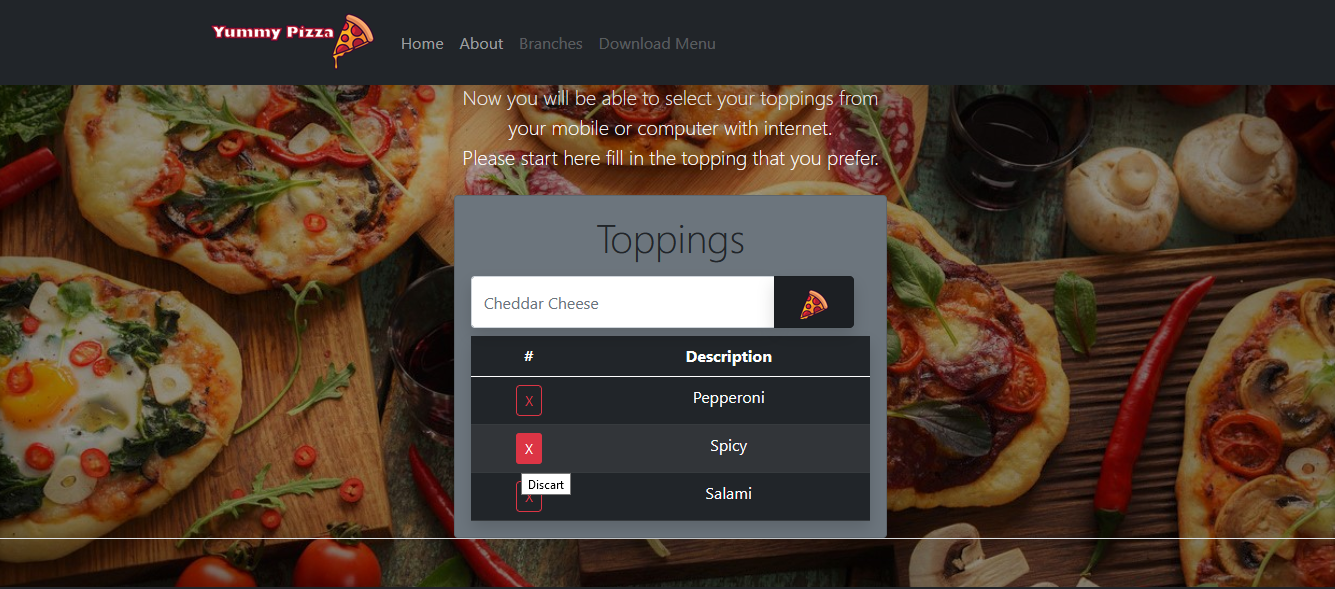 Yummy Pizza
Home About Branches Download Menu
Now you will be able to select your toppings from
your mobile or computer with internet.
Please start here fill in the topping that you prefer.
Toppings
Cheddar Cheese
# Description
X Pepperoni
X Spicy
Discart
X Salami